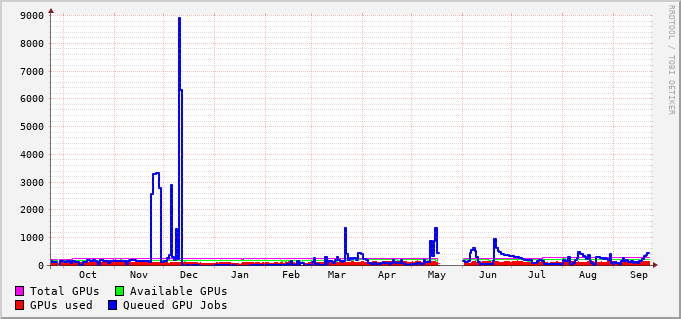 9000
8000
7000
6000
5000
4000
3000
2000
1000
0
Oct Nov Dec Jan Feb Mar Apr May Jun Jul Aug Sep
Total GPUs Available GPUs
GPUs used Queued GPU Jobs
RRDTOOL / TOBI OETIKER